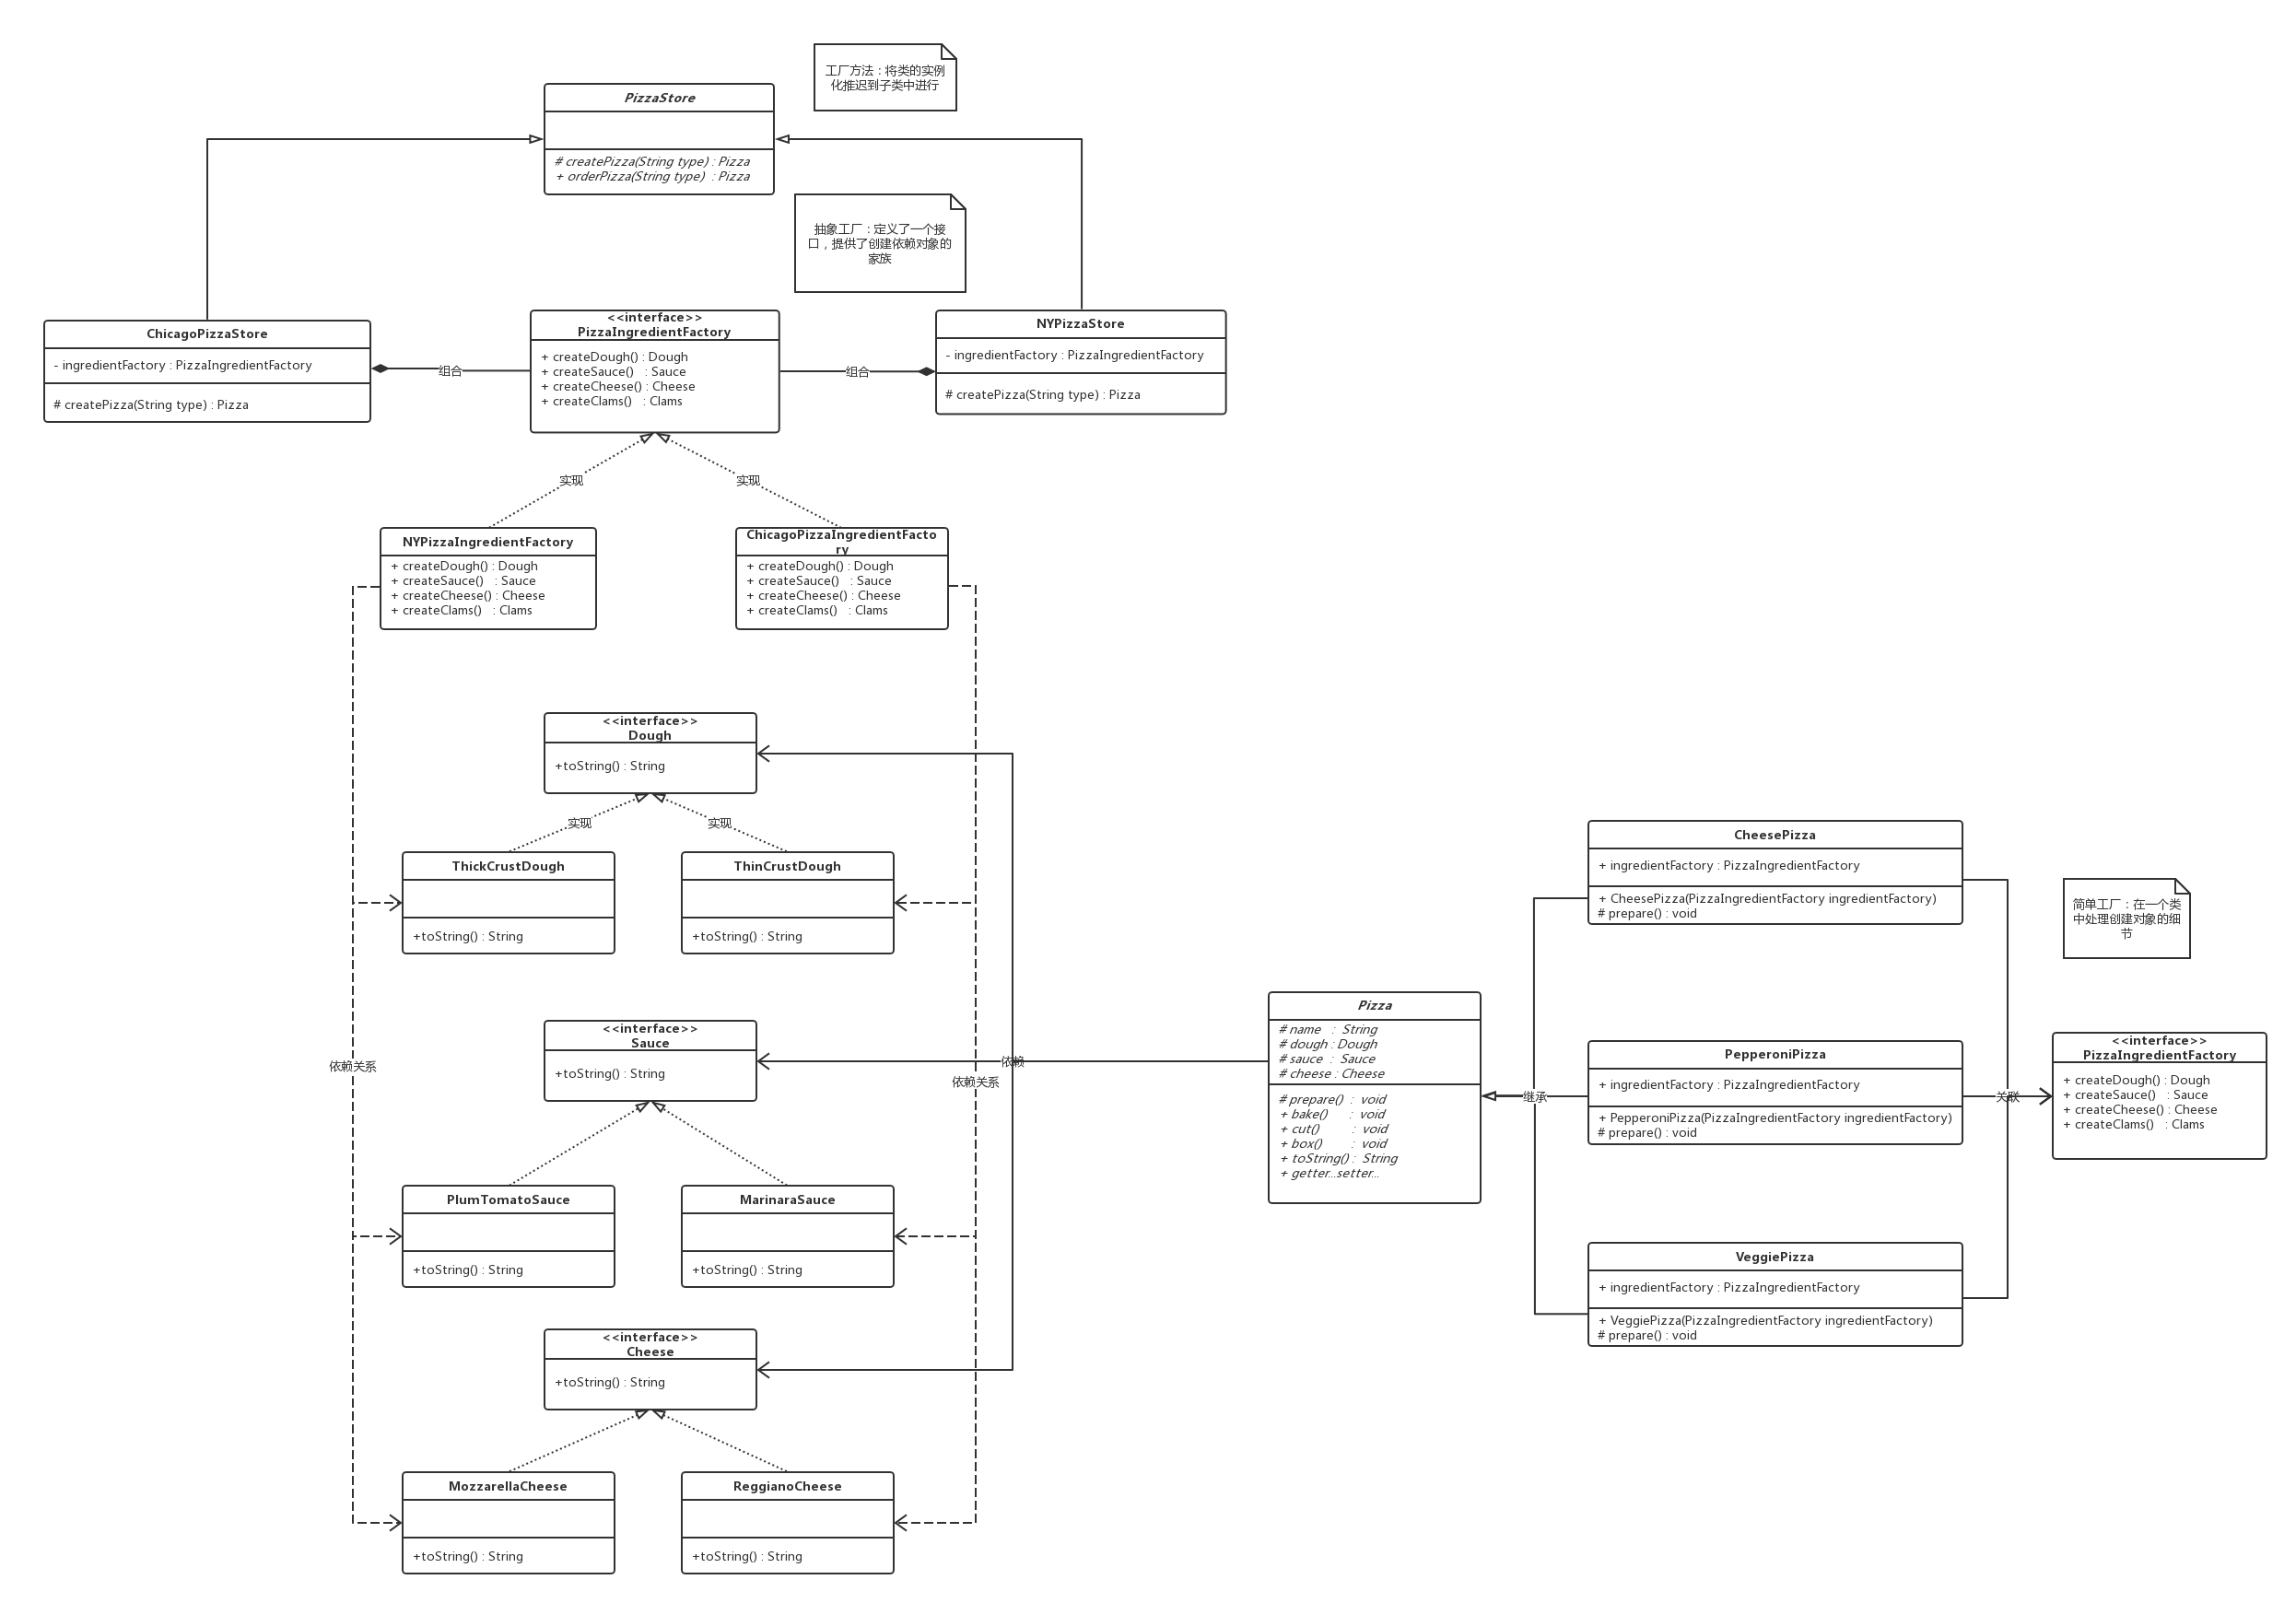 工厂方法：将类的实例
化推迟到子类中进行
PizzaStore
# createPizza(String type) : Pizza
+ orderPizza(String type)  : Pizza
抽象工厂：定义了一个接
口，提供了创建依赖对象的
家族
ChicagoPizzaStore
- ingredientFactory : PizzaIngredientFactory
# createPizza(String type) : Pizza
组合
<<interface>>
PizzaIngredientFactory
+ createDough() : Dough
+ createSauce()   : Sauce
+ createCheese() : Cheese
+ createClams()   : Clams
组合
NYPizzaStore
- ingredientFactory : PizzaIngredientFactory
# createPizza(String type) : Pizza
实现
实现
NYPizzaIngredientFactory
+ createDough() : Dough
+ createSauce()   : Sauce
+ createCheese() : Cheese
+ createClams()   : Clams
ChicagoPizzaIngredientFacto
ry
+ createDough() : Dough
+ createSauce()   : Sauce
+ createCheese() : Cheese
+ createClams()   : Clams
<<interface>>
Dough
+toString() : String
实现
实现
ThickCrustDough
+toString() : String
ThinCrustDough
+toString() : String
<<interface>>
Sauce
+toString() : String
依赖关系
依赖关系
依赖
PlumTomatoSauce
+toString() : String
MarinaraSauce
+toString() : String
<<interface>>
Cheese
+toString() : String
MozzarellaCheese
+toString() : String
ReggianoCheese
+toString() : String
Pizza
# name   :  String
# dough : Dough
# sauce  :  Sauce
# cheese : Cheese
# prepare()  :  void
+ bake()      :  void
+ cut()         :  void
+ box()        :  void
+ toString() :  String
+ getter...setter...
继承
CheesePizza
+ ingredientFactory : PizzaIngredientFactory
+ CheesePizza(PizzaIngredientFactory ingredientFactory)
# prepare() : void
PepperoniPizza
+ ingredientFactory : PizzaIngredientFactory
+ PepperoniPizza(PizzaIngredientFactory ingredientFactory)
# prepare() : void
VeggiePizza
+ ingredientFactory : PizzaIngredientFactory
+ VeggiePizza(PizzaIngredientFactory ingredientFactory)
# prepare() : void
关联
简单工厂：在一个类
中处理创建对象的细
节
<<interface>>
PizzaIngredientFactory
+ createDough() : Dough
+ createSauce()   : Sauce
+ createCheese() : Cheese
+ createClams()   : Clams